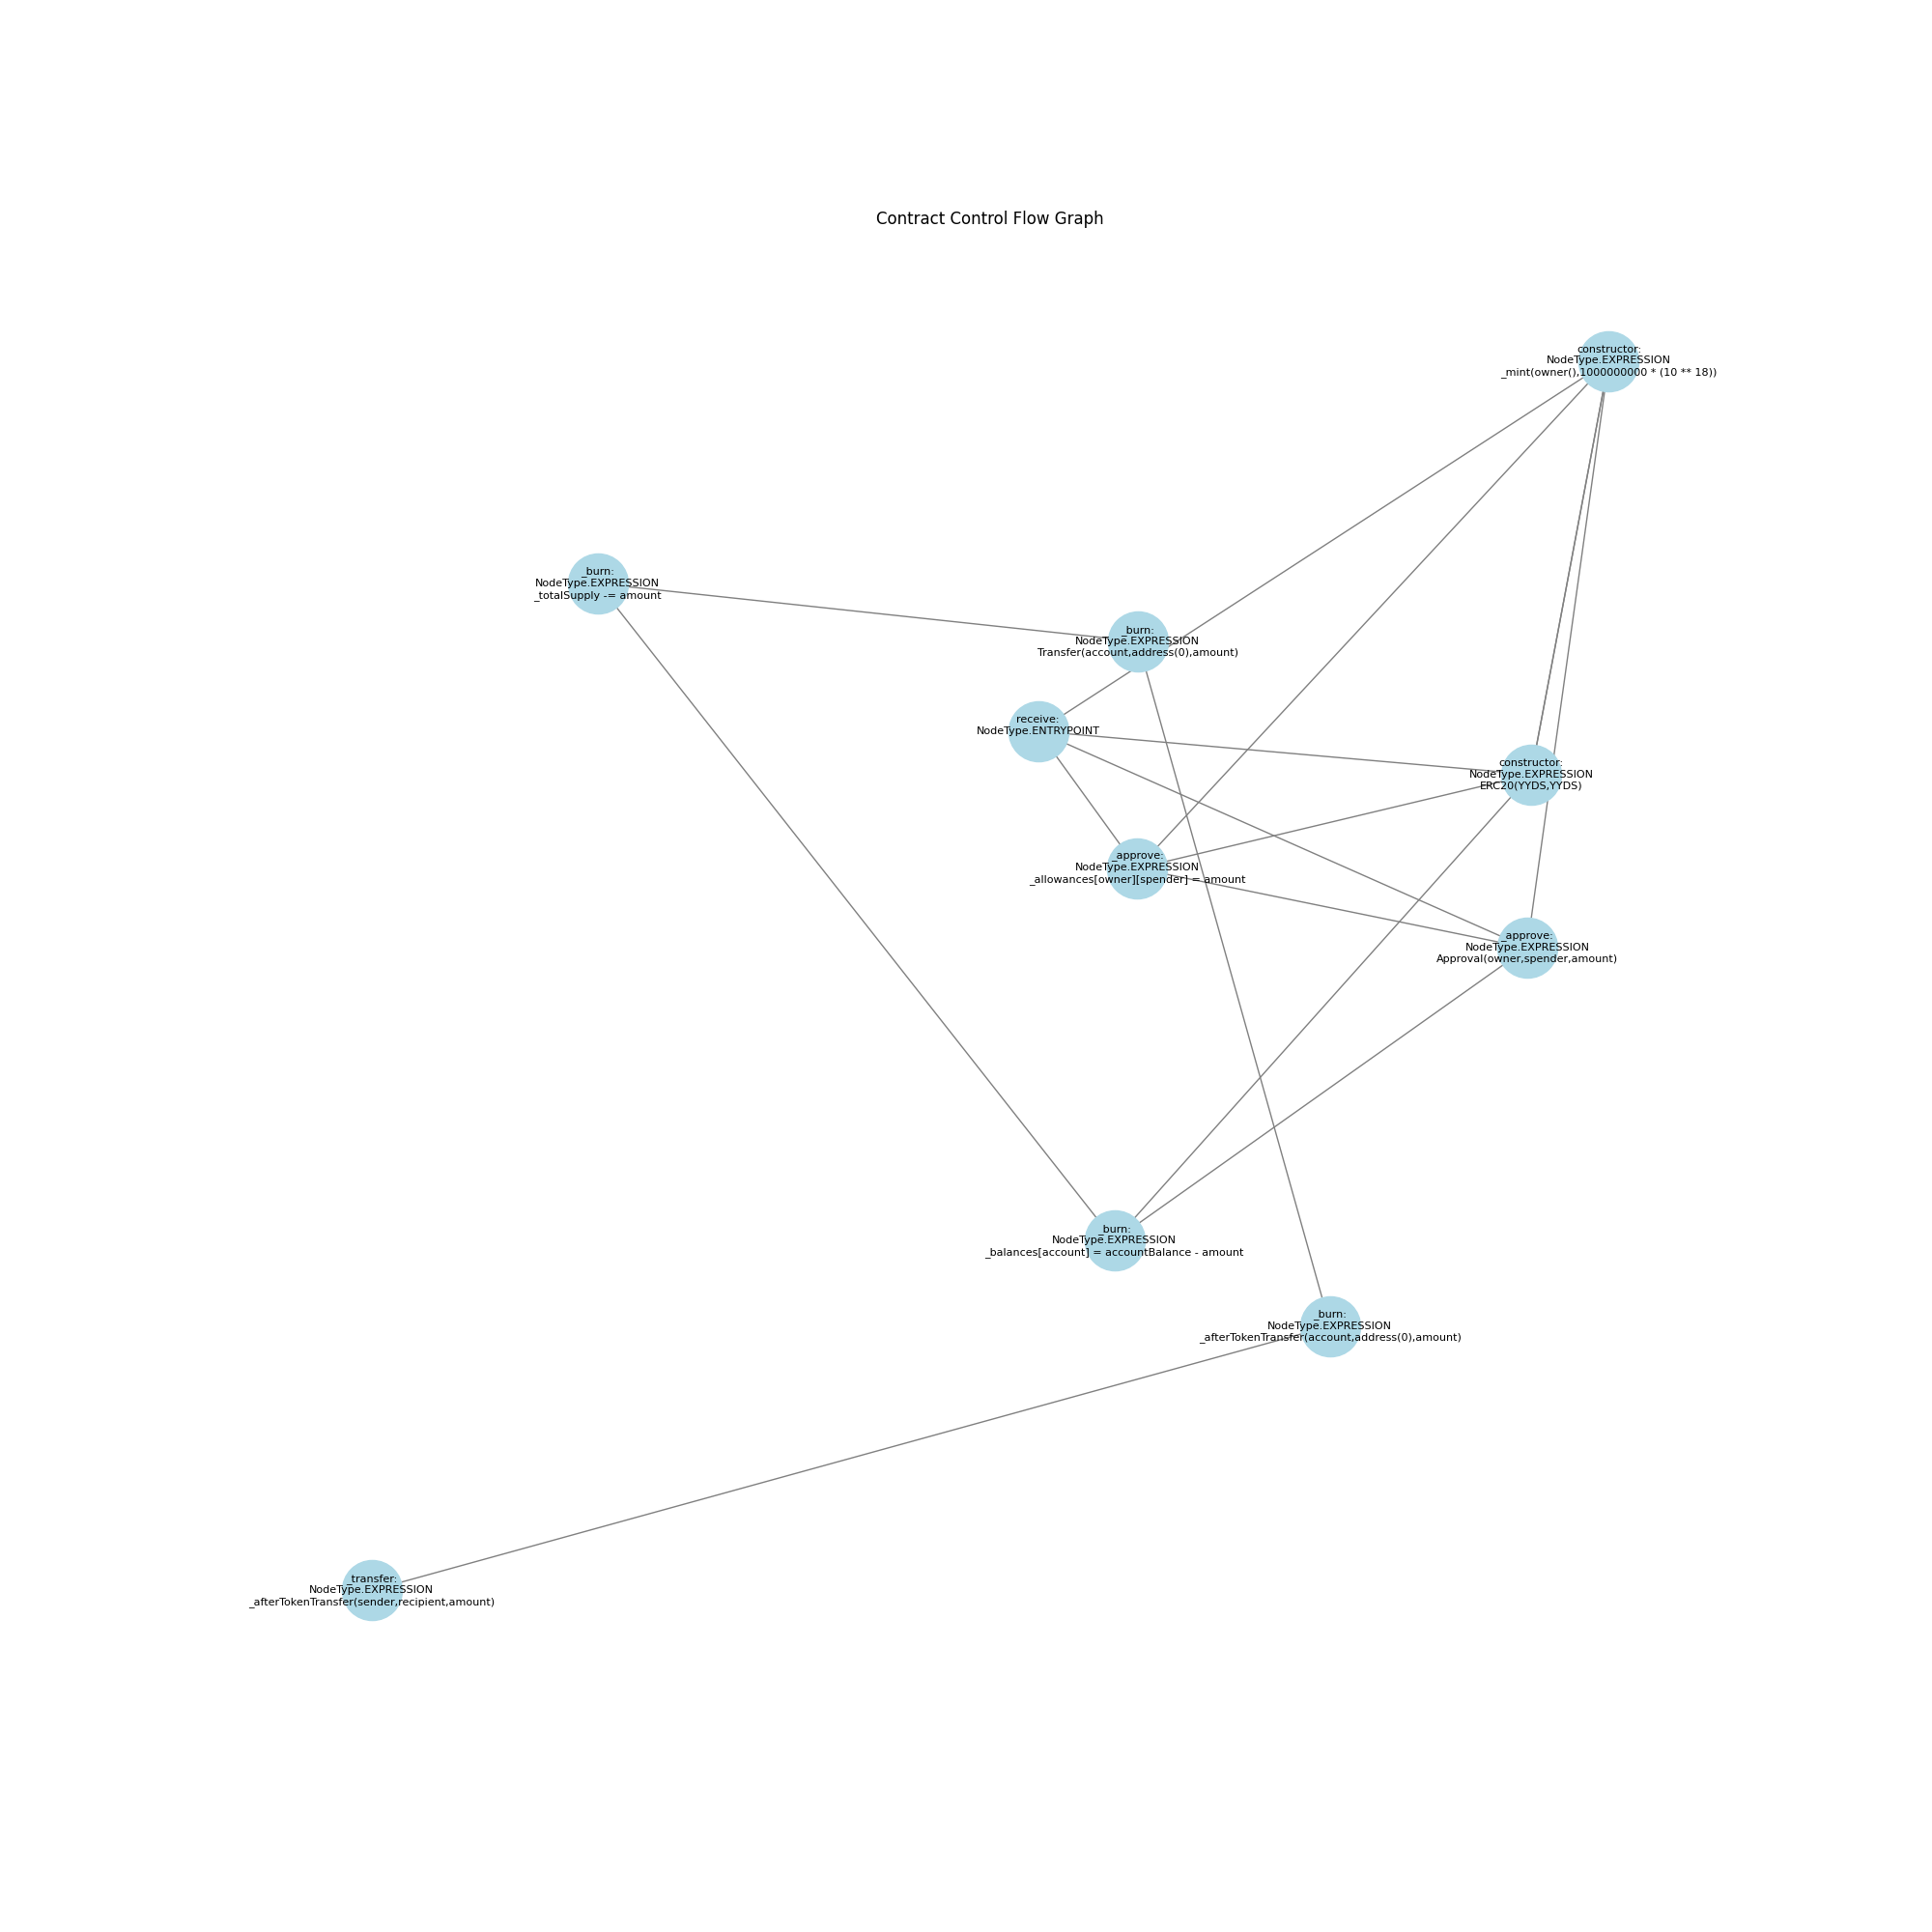 Contract Control Flow Graph
constructor:
NodeType.EXPRESSION
_mint(owner(),1000000000 * (10 ** 18))
_burn:
NodeType.EXPRESSION
_totalSupply -= amount
_burn:
NodeType.EXPRESSION
Transfer(account,address(0),amount)
receive:
NodeType.ENTRYPOINT
constructor:
NodeType.EXPRESSION
ERC20(YYDS,YYDS)
_approve:
NodeType.EXPRESSION
_allowances[owner][spender] = amount
_approve:
NodeType.EXPRESSION
Approval(owner,spender,amount)
_burn:
NodeType.EXPRESSION
_balances[account] = accountBalance - amount
_burn:
NodeType.EXPRESSION
_afterTokenTransfer(account,address(0),amount)
_transfer:
NodeType.EXPRESSION
_afterTokenTransfer(sender,recipient,amount)